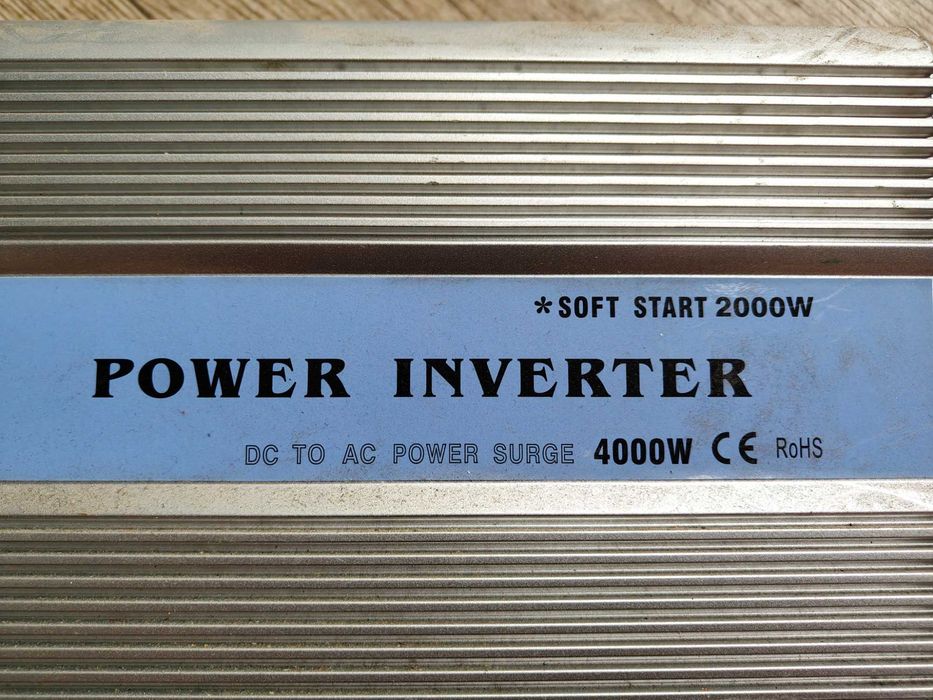 *SOFT START 2000W
POWER INVERTER
DC TO AC POWER SURGE 4000W CE RoHS